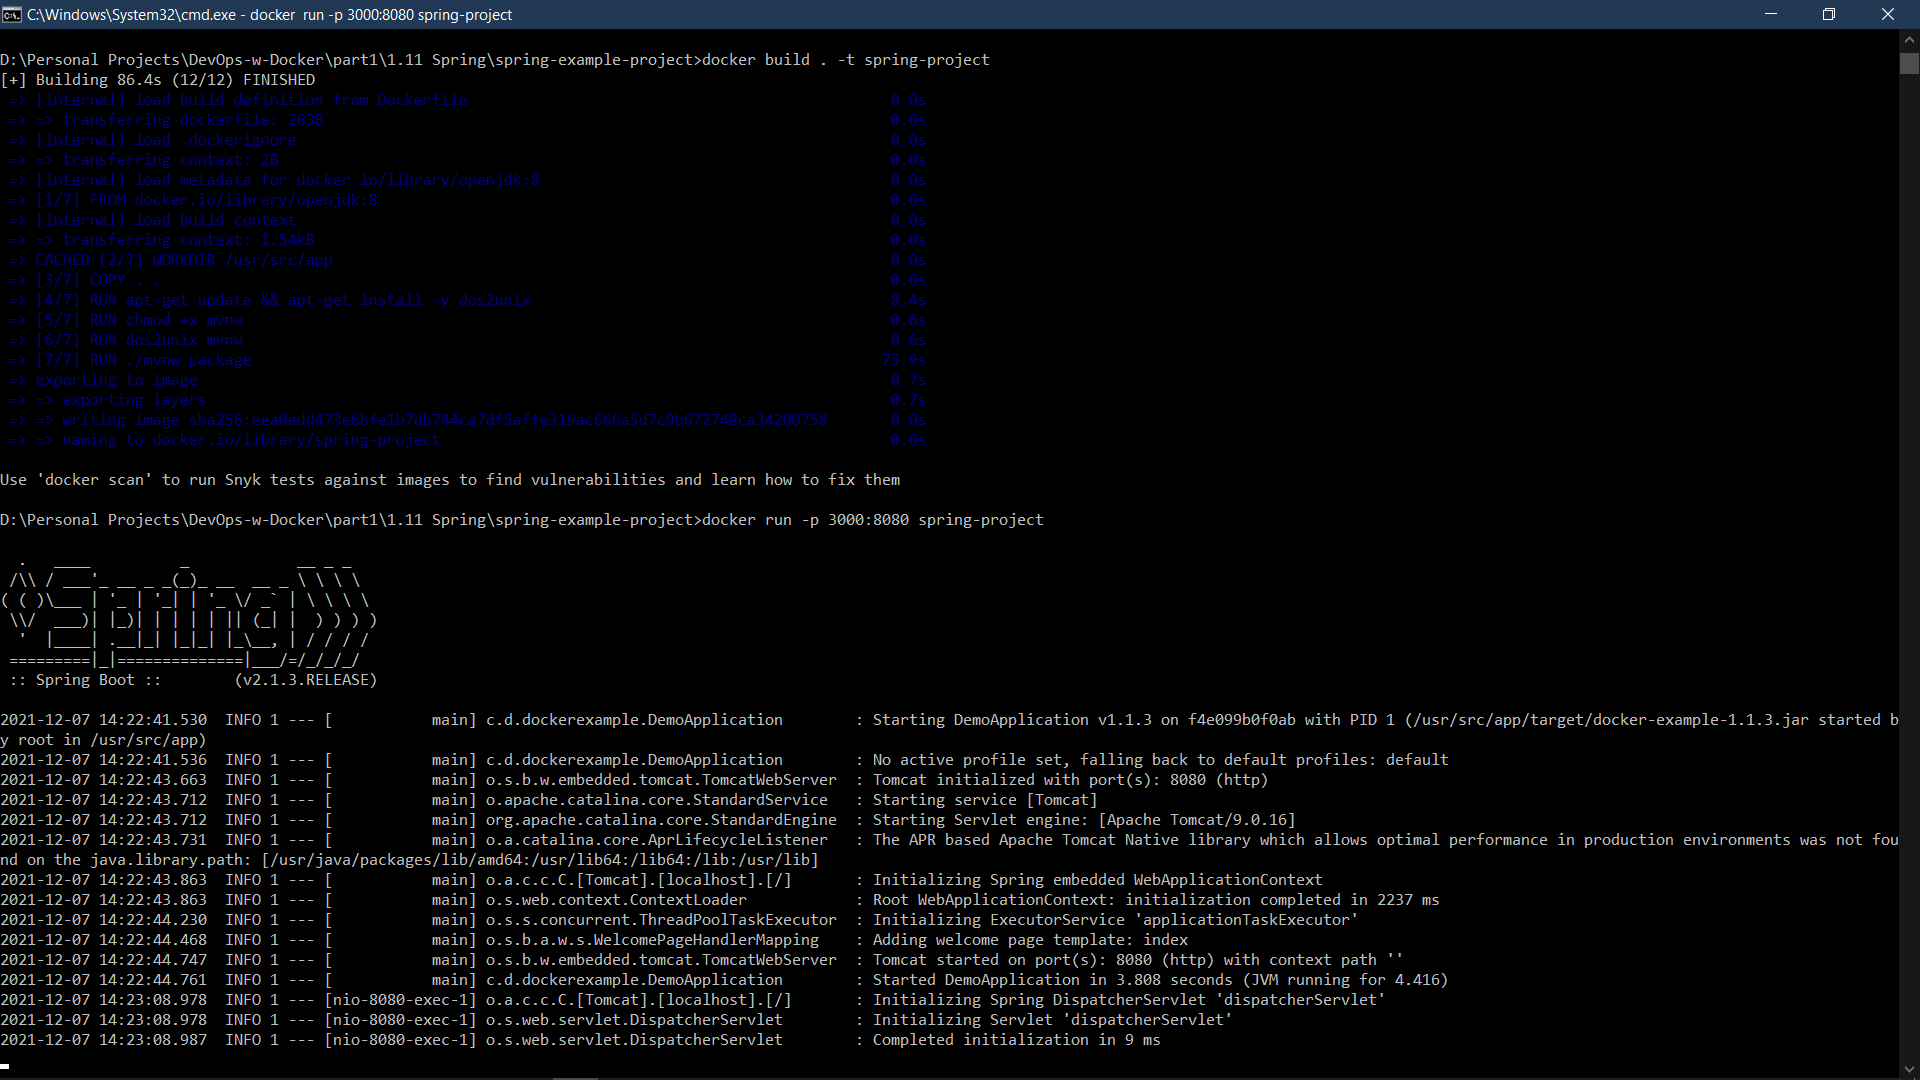 C:\Windows\System32\cmd.exe - docker  run -p 3000:8080 spring-project
D:\Personal Projects\DevOps-w-Docker\part1\1.11 Spring\spring-example-project>docker build . -t spring-project
[+] Building 86.4s (12/12) FINISHED
 => [internal] load build definition from Dockerfile 0.0s
 => => transferring dockerfile: 263B 0.0s
 => [internal] load .dockerignore 0.0s
 => => transferring context: 2B 0.0s
 => [internal] load metadata for docker.io/library/openjdk:8 0.0s
 => [1/7] FROM docker.io/library/openjdk:8 0.0s
 => [internal] load build context 0.0s
 => => transferring context: 1.54kB 0.0s
 => CACHED [2/7] WORKDIR /usr/src/app 0.0s
 => [3/7] COPY . . 0.0s
 => [4/7] RUN apt-get update && apt-get install -y dos2unix 8.4s
 => [5/7] RUN chmod +x mvnw 0.6s
 => [6/7] RUN dos2unix mvnw 0.6s
 => [7/7] RUN ./mvnw package 75.9s
 => exporting to image 0.7s
 => => exporting layers 0.7s
 => => writing image sha256:eea0edd473e6bfe1b7db744ca7df5affe319ac666a5d7c9b672748ca34200758 0.0s
 => => naming to docker.io/library/spring-project 0.0s
Use 'docker scan' to run Snyk tests against images to find vulnerabilities and learn how to fix them
D:\Personal Projects\DevOps-w-Docker\part1\1.11 Spring\spring-example-project>docker run -p 3000:8080 spring-project
  .   ____          _            __ _ _
 /\\ / ___'_ __ _ _(_)_ __  __ _ \ \ \ \
( ( )\___ | '_ | '_| | '_ \/ _` | \ \ \ \
 \\/  ___)| |_)| | | | | || (_| |  ) ) ) )
  '  |____| .__|_| |_|_| |_\__, | / / / /
 =========|_|==============|___/=/_/_/_/
 :: Spring Boot ::        (v2.1.3.RELEASE)
2021-12-07 14:22:41.530  INFO 1 --- [           main] c.d.dockerexample.DemoApplication        : Starting DemoApplication v1.1.3 on f4e099b0f0ab with PID 1 (/usr/src/app/target/docker-example-1.1.3.jar started b
y root in /usr/src/app)
2021-12-07 14:22:41.536  INFO 1 --- [           main] c.d.dockerexample.DemoApplication        : No active profile set, falling back to default profiles: default
2021-12-07 14:22:43.663  INFO 1 --- [           main] o.s.b.w.embedded.tomcat.TomcatWebServer  : Tomcat initialized with port(s): 8080 (http)
2021-12-07 14:22:43.712  INFO 1 --- [           main] o.apache.catalina.core.StandardService   : Starting service [Tomcat]
2021-12-07 14:22:43.712  INFO 1 --- [           main] org.apache.catalina.core.StandardEngine  : Starting Servlet engine: [Apache Tomcat/9.0.16]
2021-12-07 14:22:43.731  INFO 1 --- [           main] o.a.catalina.core.AprLifecycleListener   : The APR based Apache Tomcat Native library which allows optimal performance in production environments was not fou
nd on the java.library.path: [/usr/java/packages/lib/amd64:/usr/lib64:/lib64:/lib:/usr/lib]
2021-12-07 14:22:43.863  INFO 1 --- [           main] o.a.c.c.C.[Tomcat].[localhost].[/]       : Initializing Spring embedded WebApplicationContext
2021-12-07 14:22:43.863  INFO 1 --- [           main] o.s.web.context.ContextLoader            : Root WebApplicationContext: initialization completed in 2237 ms
2021-12-07 14:22:44.230  INFO 1 --- [           main] o.s.s.concurrent.ThreadPoolTaskExecutor  : Initializing ExecutorService 'applicationTaskExecutor'
2021-12-07 14:22:44.468  INFO 1 --- [           main] o.s.b.a.w.s.WelcomePageHandlerMapping    : Adding welcome page template: index
2021-12-07 14:22:44.747  INFO 1 --- [           main] o.s.b.w.embedded.tomcat.TomcatWebServer  : Tomcat started on port(s): 8080 (http) with context path ''
2021-12-07 14:22:44.761  INFO 1 --- [           main] c.d.dockerexample.DemoApplication        : Started DemoApplication in 3.808 seconds (JVM running for 4.416)
2021-12-07 14:23:08.978  INFO 1 --- [nio-8080-exec-1] o.a.c.c.C.[Tomcat].[localhost].[/]       : Initializing Spring DispatcherServlet 'dispatcherServlet'
2021-12-07 14:23:08.978  INFO 1 --- [nio-8080-exec-1] o.s.web.servlet.DispatcherServlet        : Initializing Servlet 'dispatcherServlet'
2021-12-07 14:23:08.987  INFO 1 --- [nio-8080-exec-1] o.s.web.servlet.DispatcherServlet        : Completed initialization in 9 ms